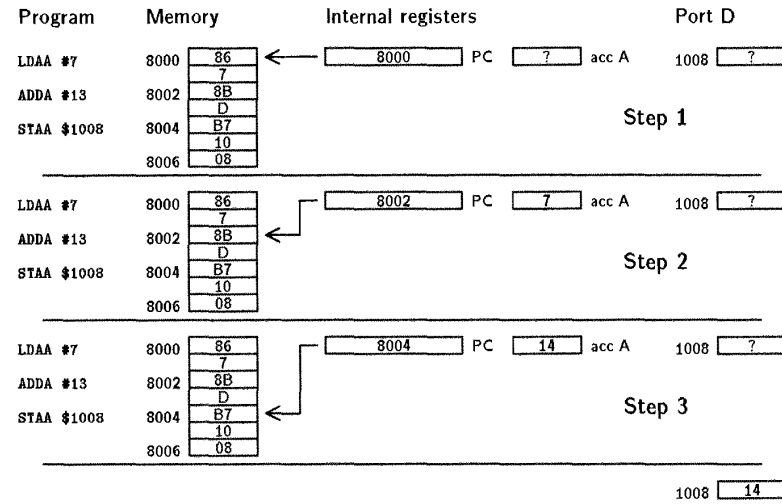 Program Memory Internal registers Port D
LDAA #7 8000 86 8000 PC ? acc A 1008 ?
7
ADDA #13 8002 8B
D
STAA $1008 8004 B7 Step 1
10
8006 08
LDAA #7 8000 86 8002 PC 7 acc A 1008 ?
7
ADDA #13 8002 8B
D
STAA $1008 8004 B7 Step 2
10
8006 08
LDAA #7 8000 86 8004 PC 14 acc A 1008 ?
7
ADDA #13 8002 8B
D
STAA $1008 8004 B7 Step 3
10
8006 08
1008 14